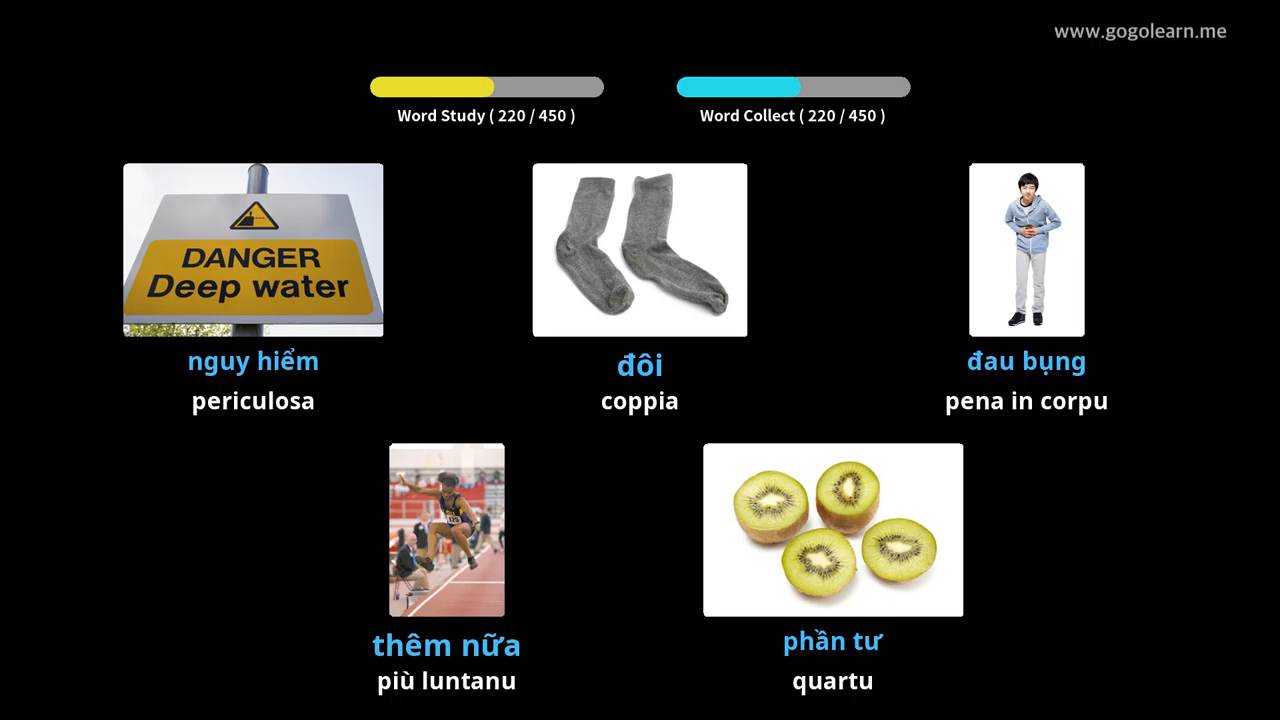 www.gogolearn.me
Word Study ( 220 / 450 )
Word Collect ( 220 / 450 )
DANGER
Deep water
nguy hiểm
periculosa
đôi
coppia
đau bụng
pena in corpu
thêm nữa
più luntanu
phần tư
quartu